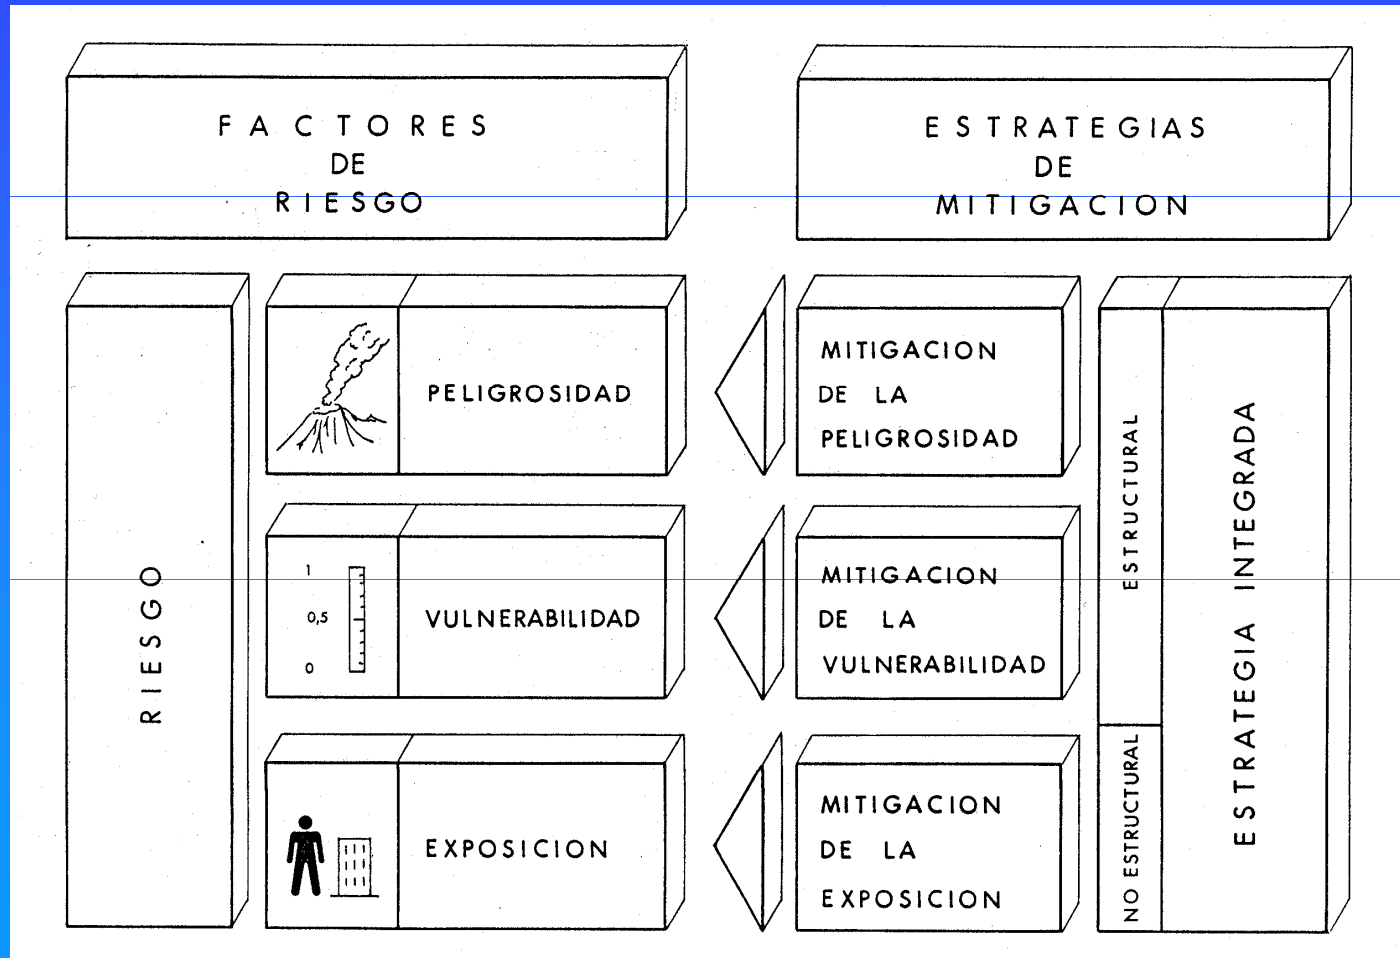 FACTORES
DE
RIESGO
ESTRATEGIAS
DE
MITIGACION
RIESGO
PELIGROSIDAD
MITIGACION
DE LA
PELIGROSIDAD
1
0,5
0
VULNERABILIDAD
MITIGACION
DE LA
VULNERABILIDAD
EXPOSICION
MITIGACION
DE LA
EXPOSICION
ESTRUCTURAL
NO ESTRUCTURAL
ESTRATEGIA INTEGRADA